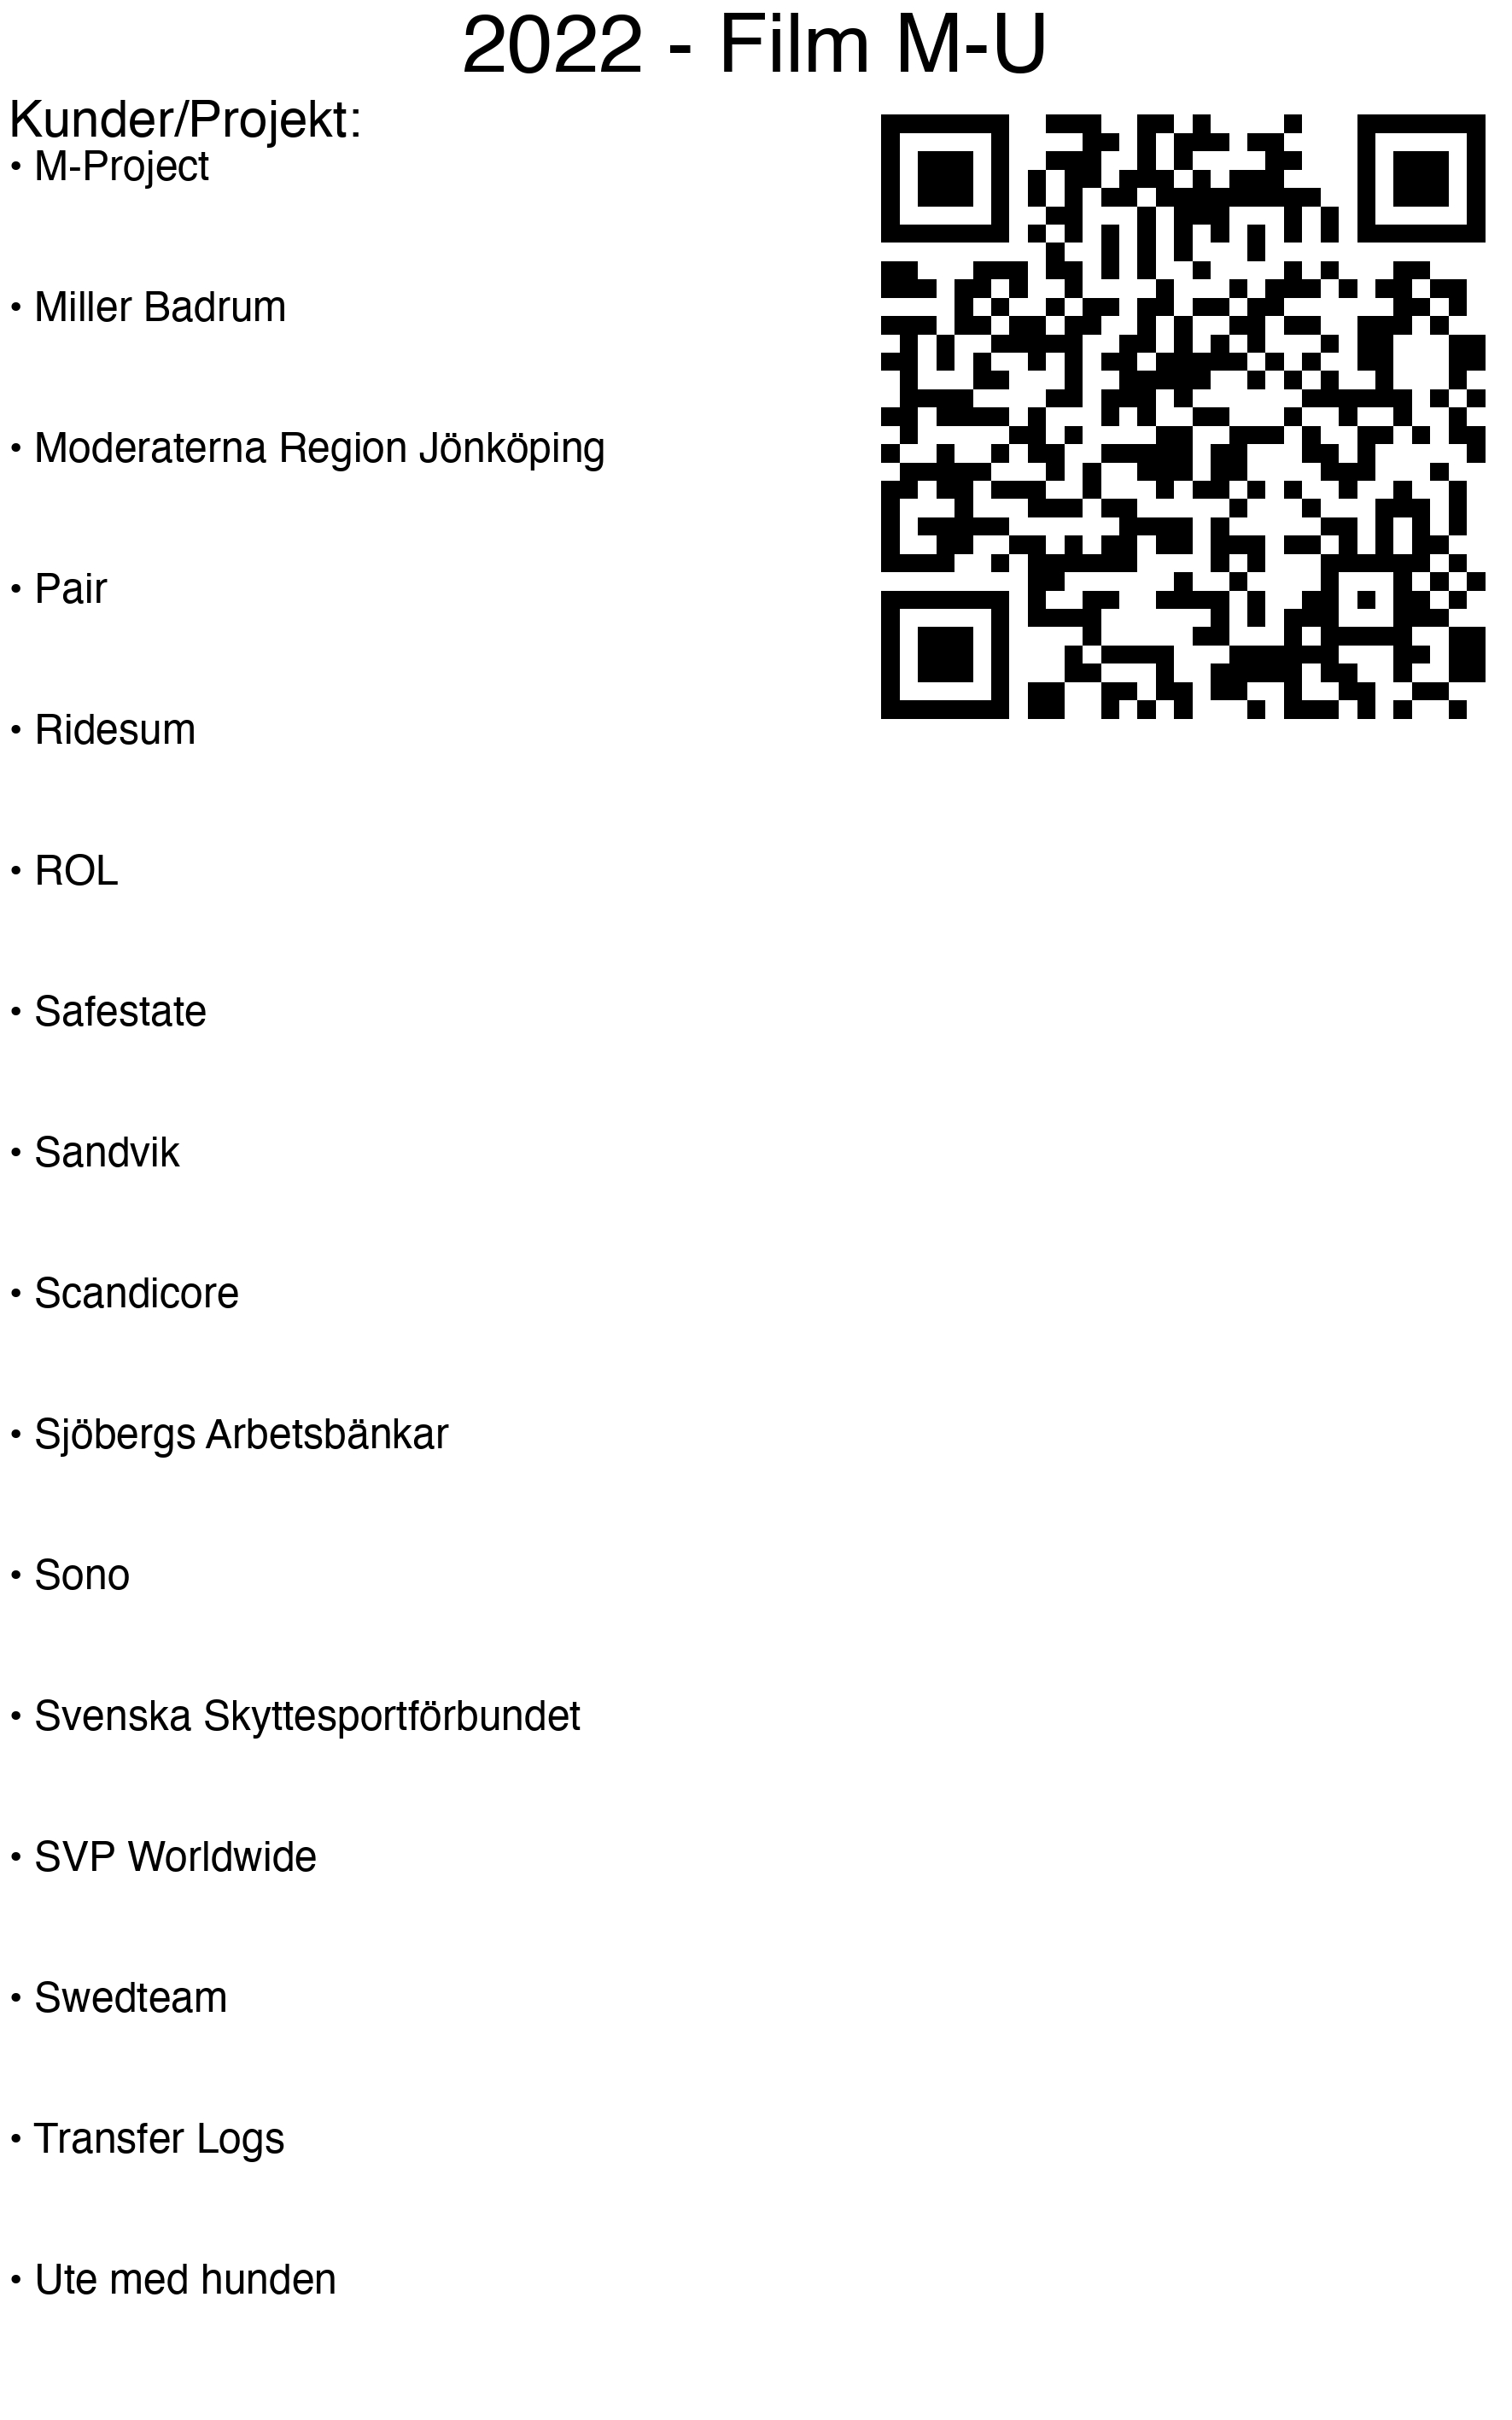 2022 - Film M-U
Kunder/Projekt:
• M-Project
• Miller Badrum
• Moderaterna Region Jönköping
• Pair
• Ridesum
• ROL
• Safestate
• Sandvik
• Scandicore
• Sjöbergs Arbetsbänkar
• Sono
• Svenska Skyttesportförbundet
• SVP Worldwide
• Swedteam
• Transfer Logs
• Ute med hunden